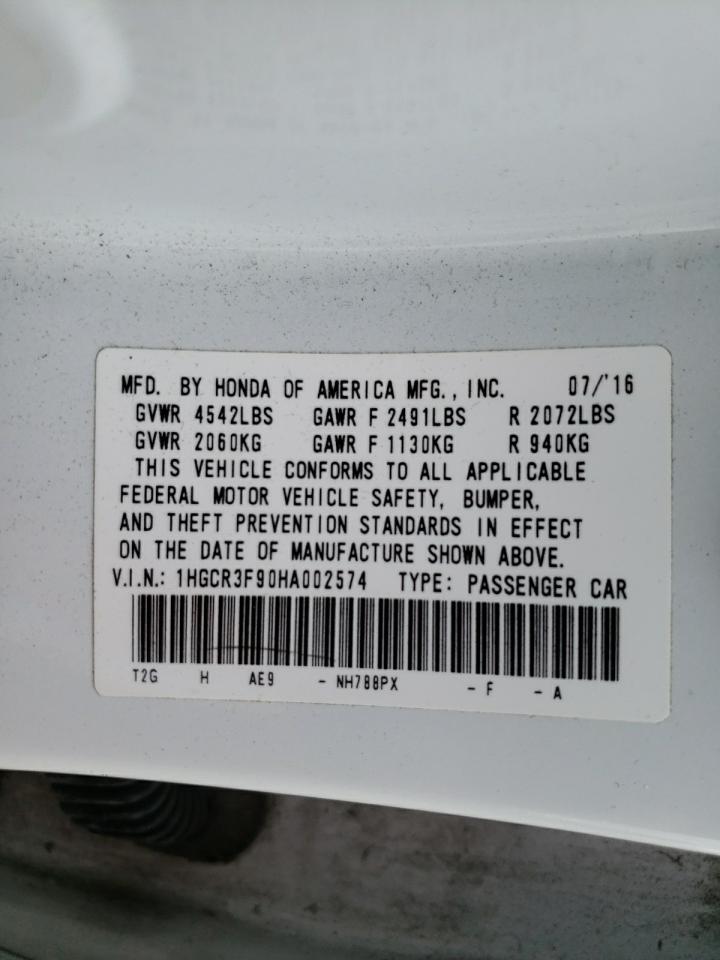 MFD. BY HONDA OF AMERICA MFG., INC. 07/'16
GVWR 4542LBS GAWR F 2491LBS R 2072LBS
GVWR 2060KG GAWR F 1130KG R 940KG
THIS VEHICLE CONFORMS TO ALL APPLICABLE
FEDERAL MOTOR VEHICLE SAFETY, BUMPER,
AND THEFT PREVENTION STANDARDS IN EFFECT
ON THE DATE OF MANUFACTURE SHOWN ABOVE.
V.I.N.: 1HGCR3F90HA002574 TYPE: PASSENGER CAR
T2G H AE9 - NH788PX - F - A